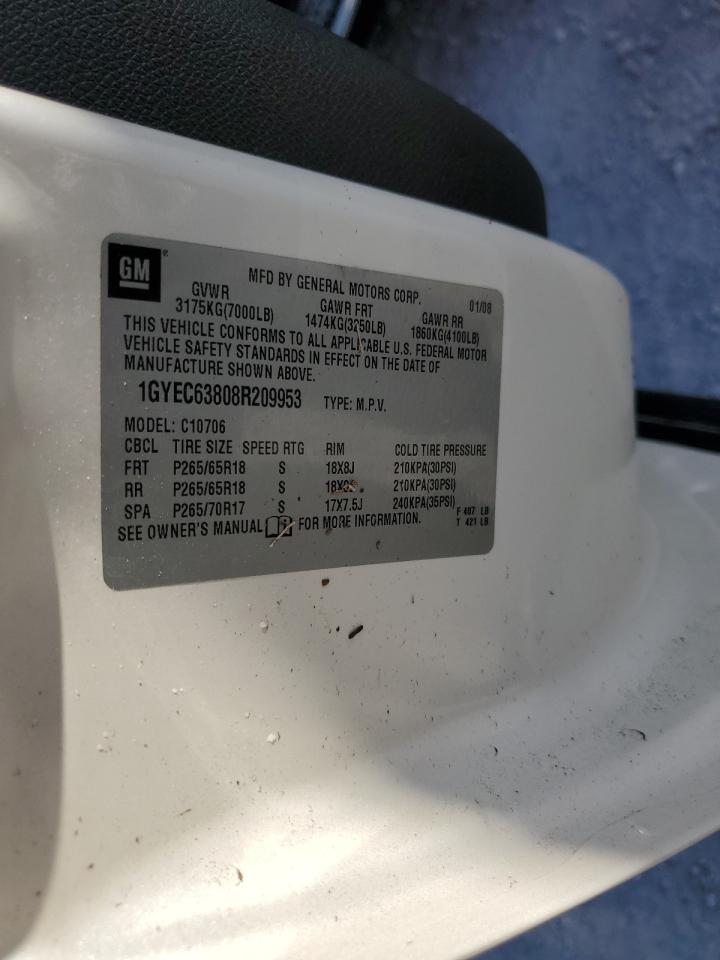 GM ®
MFD BY GENERAL MOTORS CORP. 01/08
GVWR GAWR FRT GAWR RR
3175KG(7000LB) 1474KG(3250LB) 1860KG(4100LB)
THIS VEHICLE CONFORMS TO ALL APPLICABLE U.S. FEDERAL MOTOR
VEHICLE SAFETY STANDARDS IN EFFECT ON THE DATE OF
MANUFACTURE SHOWN ABOVE.
1GYEC63808R209953 TYPE: M.P.V.
MODEL: C10706
CBCL TIRE SIZE SPEED RTG RIM COLD TIRE PRESSURE
FRT P265/65R18 S 18X8J 210KPA(30PSI)
RR P265/65R18 S 210KPA(30PSI)
SPA P265/70R17 S 17X7.5J 240KPA(35PSI)
F 407 LB
T 421 LB
SEE OWNER'S MANUAL FOR MORE INFORMATION.